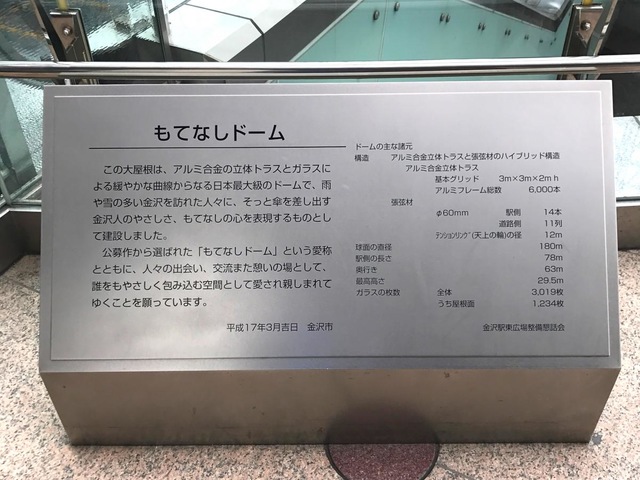 もてなしドーム
この大屋根は、アルミ合金の立体トラスとガラスに
よる緩やかな曲線からなる日本最大級のドームで、雨
や雪の多い金沢を訪れた人々に、そっと傘を差し出す
金沢人のやさしさ、もてなしの心を表現するものとし
て建設しました。
公募作から選ばれた「もてなしドーム」という愛称
とともに、人々の出会い、交流また憩いの場として、
誰をもやさしく包み込む空間として愛され親しまれて
ゆくことを願っています。
平成17年3月吉日 金沢市
ドームの主な諸元
構造 アルミ合金立体トラスと張弦材のハイブリッド構造
アルミ合金立体トラス
基本グリッド 3m×3m×2mh
アルミフレーム総数 6,000本
張弦材
φ60mm 駅側 14本
道路側 11列
テンションリング(天上の輪)の径 12m
球面の直径 180m
駅側の長さ 78m
奥行き 63m
最高高さ 29.5m
ガラスの枚数 全体 3,019枚
うち屋根面 1,234枚
金沢駅東広場整備懇話会